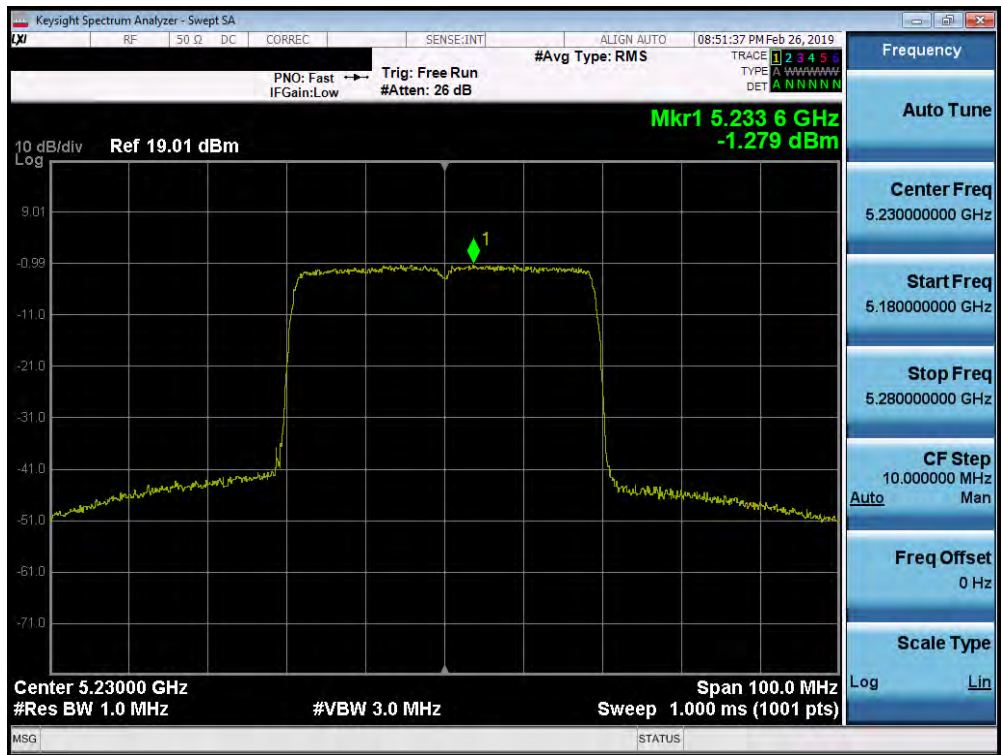 Keysight Spectrum Analyzer - Swept SA
LXI RF 50 Ω DC CORREC SENSE:INT ALIGN AUTO 08:51:37 PM Feb 26, 2019
#Avg Type: RMS TRACE 1 2 3 4 5 6
PNO: Fast Trig: Free Run TYPE A WWWWW
IFGain:Low #Atten: 26 dB DET A N N N N N
Mkr1 5.233 6 GHz
-1.279 dBm
10 dB/div Ref 19.01 dBm
Log
9.01
1
-0.99
-11.0
-21.0
-31.0
-41.0
-51.0
-61.0
-71.0
Center 5.23000 GHz Span 100.0 MHz
#Res BW 1.0 MHz #VBW 3.0 MHz Sweep 1.000 ms (1001 pts)
MSG STATUS
Frequency
Auto Tune
Center Freq
5.230000000 GHz
Start Freq
5.180000000 GHz
Stop Freq
5.280000000 GHz
CF Step
10.000000 MHz
Auto Man
Freq Offset
0 Hz
Scale Type
Log Lin